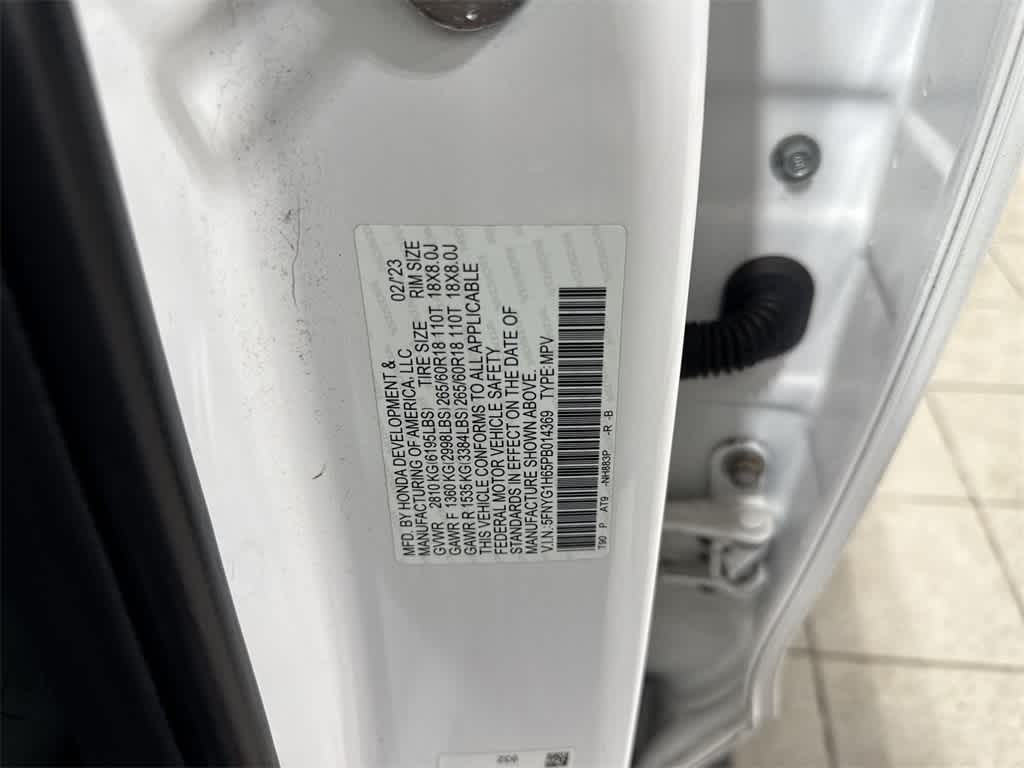 MFD. BY HONDA DEVELOPMENT & 02/'23
MANUFACTURING OF AMERICA, LLC
TIRE SIZE RIM SIZE
GVWR 2810 KG(6195LBS)
GAWR F 1360 KG(2998LBS) 265/60R18 110T 18X8.0J
GAWR R 1535 KG(3384LBS) 265/60R18 110T 18X8.0J
THIS VEHICLE CONFORMS TO ALL APPLICABLE
FEDERAL MOTOR VEHICLE SAFETY
STANDARDS IN EFFECT ON THE DATE OF
MANUFACTURE SHOWN ABOVE.
V.I.N.:5FNYG1H65PB014369 TYPE:MPV
T90 P AT9 -NH883P -R -B
932